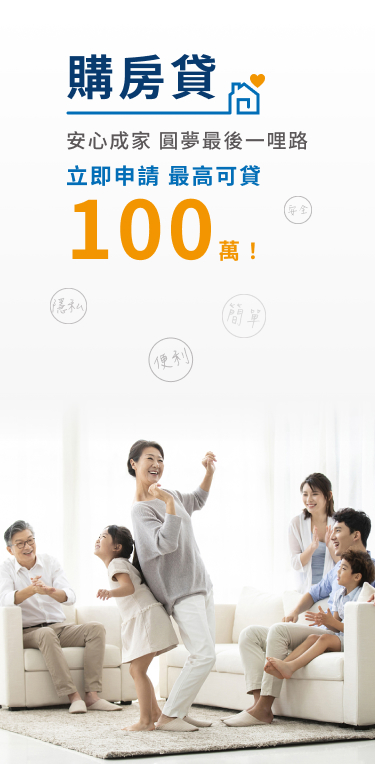 購房貸
安心成家 圓夢最後一哩路
立即申請 最高可貸
100萬！
安全
隱私
簡單
便利